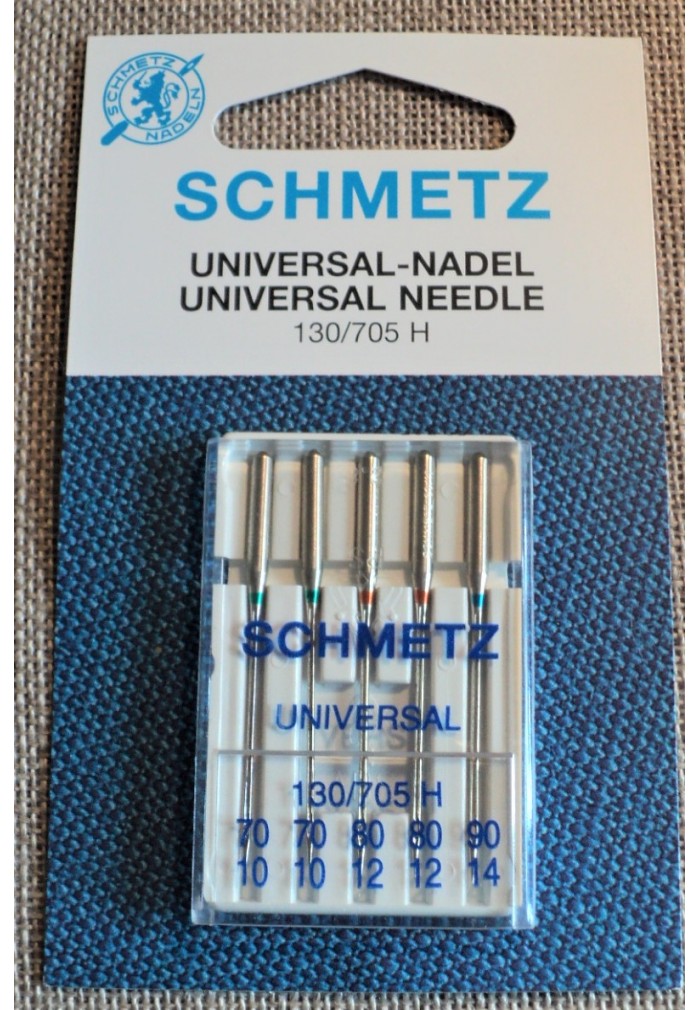 SCHMETZ
NADELN
SCHMETZ
UNIVERSAL-NADEL
UNIVERSAL NEEDLE
130/705 H
SCHMETZ
UNIVERSAL
130/705 H
70 70 80 80 90
10 10 12 12 14